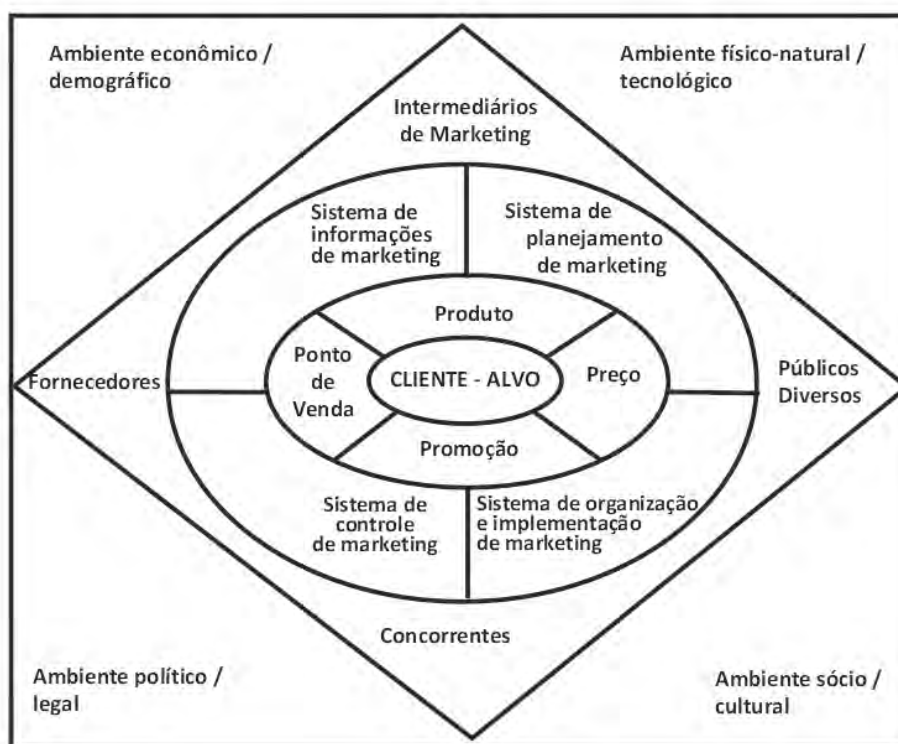 Ambiente econômico /
demográfico
Ambiente físico-natural /
tecnológico
Intermediários
de Marketing
Sistema de
informações
de marketing
Sistema de
planejamento
de marketing
Produto
Fornecedores
Ponto
de
Venda
CLIENTE - ALVO
Preço
Públicos
Diversos
Promoção
Sistema de
controle
de marketing
Sistema de organização
e implementação
de marketing
Concorrentes
Ambiente político /
legal
Ambiente sócio /
cultural